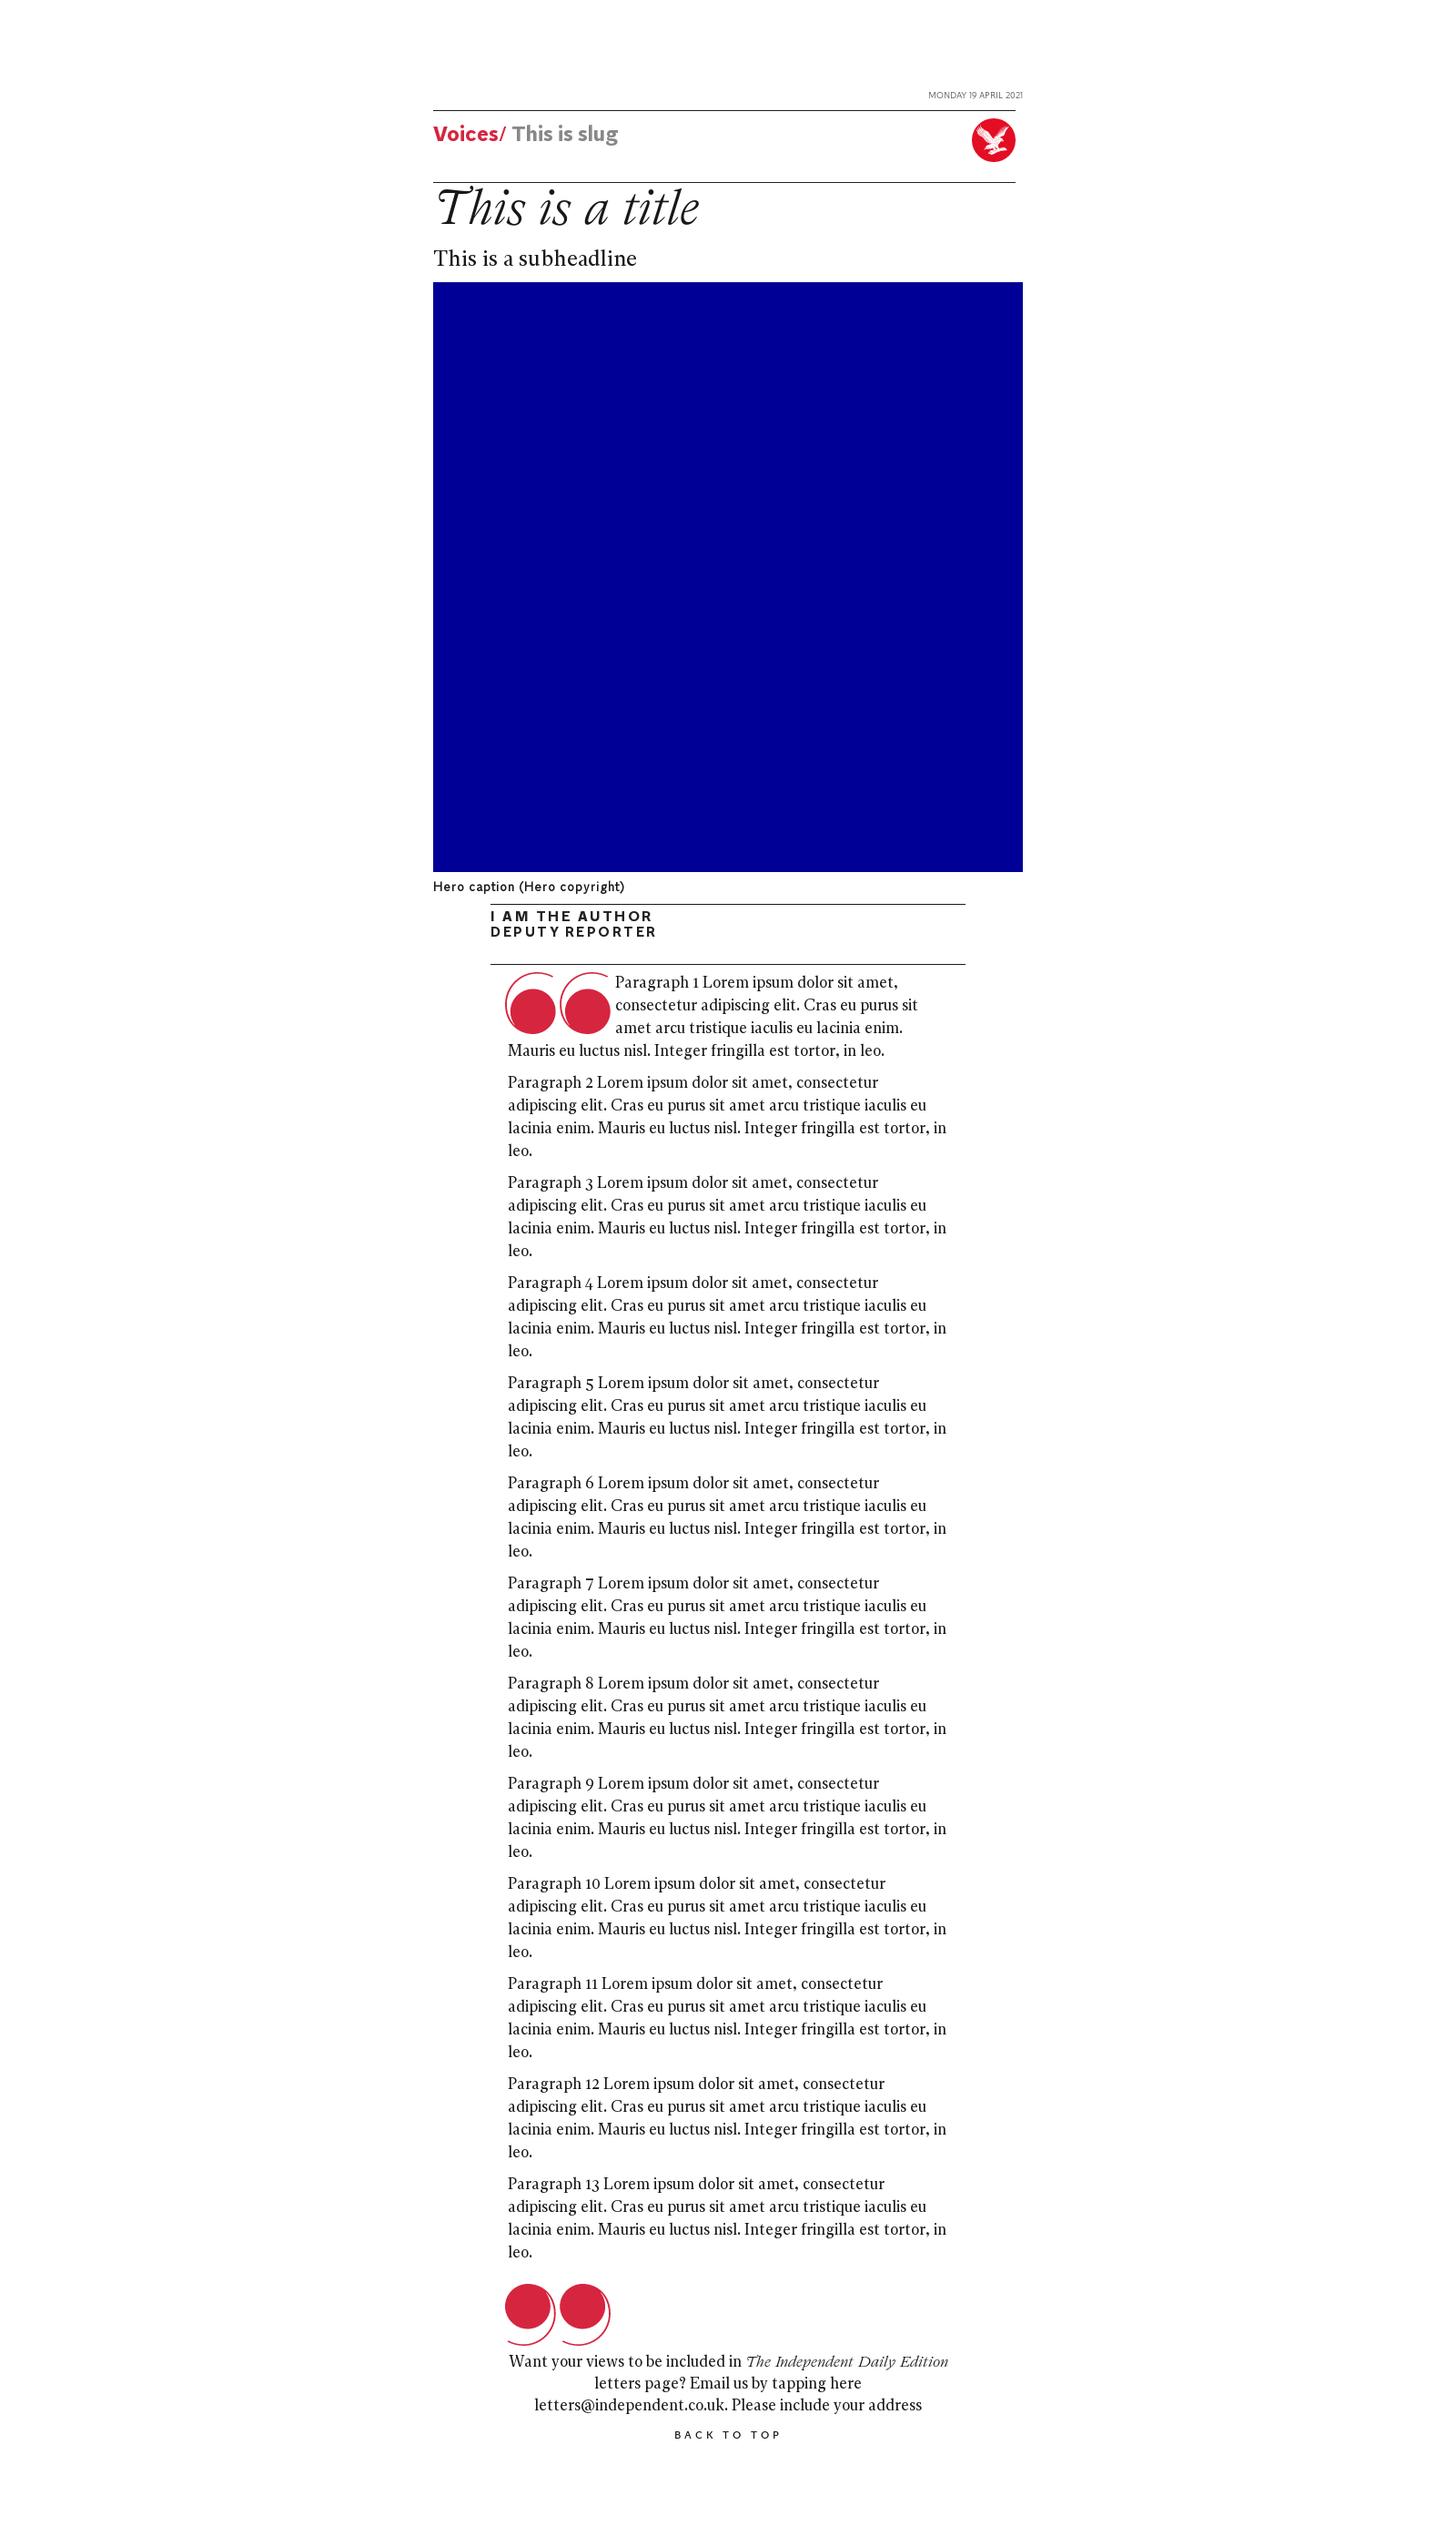 MONDAY 19 APRIL 2021
Voices/ This is slug
This is a title
This is a subheadline
Hero caption (Hero copyright)
I AM THE AUTHOR
DEPUTY REPORTER
Paragraph 1 Lorem ipsum dolor sit amet,
consectetur adipiscing elit. Cras eu purus sit
amet arcu tristique iaculis eu lacinia enim.
Mauris eu luctus nisl. Integer fringilla est tortor, in leo.
Paragraph 2 Lorem ipsum dolor sit amet, consectetur
adipiscing elit. Cras eu purus sit amet arcu tristique iaculis eu
lacinia enim. Mauris eu luctus nisl. Integer fringilla est tortor, in
leo.
Paragraph 3 Lorem ipsum dolor sit amet, consectetur
adipiscing elit. Cras eu purus sit amet arcu tristique iaculis eu
lacinia enim. Mauris eu luctus nisl. Integer fringilla est tortor, in
leo.
Paragraph 4 Lorem ipsum dolor sit amet, consectetur
adipiscing elit. Cras eu purus sit amet arcu tristique iaculis eu
lacinia enim. Mauris eu luctus nisl. Integer fringilla est tortor, in
leo.
Paragraph 5 Lorem ipsum dolor sit amet, consectetur
adipiscing elit. Cras eu purus sit amet arcu tristique iaculis eu
lacinia enim. Mauris eu luctus nisl. Integer fringilla est tortor, in
leo.
Paragraph 6 Lorem ipsum dolor sit amet, consectetur
adipiscing elit. Cras eu purus sit amet arcu tristique iaculis eu
lacinia enim. Mauris eu luctus nisl. Integer fringilla est tortor, in
leo.
Paragraph 7 Lorem ipsum dolor sit amet, consectetur
adipiscing elit. Cras eu purus sit amet arcu tristique iaculis eu
lacinia enim. Mauris eu luctus nisl. Integer fringilla est tortor, in
leo.
Paragraph 8 Lorem ipsum dolor sit amet, consectetur
adipiscing elit. Cras eu purus sit amet arcu tristique iaculis eu
lacinia enim. Mauris eu luctus nisl. Integer fringilla est tortor, in
leo.
Paragraph 9 Lorem ipsum dolor sit amet, consectetur
adipiscing elit. Cras eu purus sit amet arcu tristique iaculis eu
lacinia enim. Mauris eu luctus nisl. Integer fringilla est tortor, in
leo.
Paragraph 10 Lorem ipsum dolor sit amet, consectetur
adipiscing elit. Cras eu purus sit amet arcu tristique iaculis eu
lacinia enim. Mauris eu luctus nisl. Integer fringilla est tortor, in
leo.
Paragraph 11 Lorem ipsum dolor sit amet, consectetur
adipiscing elit. Cras eu purus sit amet arcu tristique iaculis eu
lacinia enim. Mauris eu luctus nisl. Integer fringilla est tortor, in
leo.
Paragraph 12 Lorem ipsum dolor sit amet, consectetur
adipiscing elit. Cras eu purus sit amet arcu tristique iaculis eu
lacinia enim. Mauris eu luctus nisl. Integer fringilla est tortor, in
leo.
Paragraph 13 Lorem ipsum dolor sit amet, consectetur
adipiscing elit. Cras eu purus sit amet arcu tristique iaculis eu
lacinia enim. Mauris eu luctus nisl. Integer fringilla est tortor, in
leo.
Want your views to be included in The Independent Daily Edition
letters page? Email us by tapping here
letters@independent.co.uk. Please include your address
BACK TO TOP